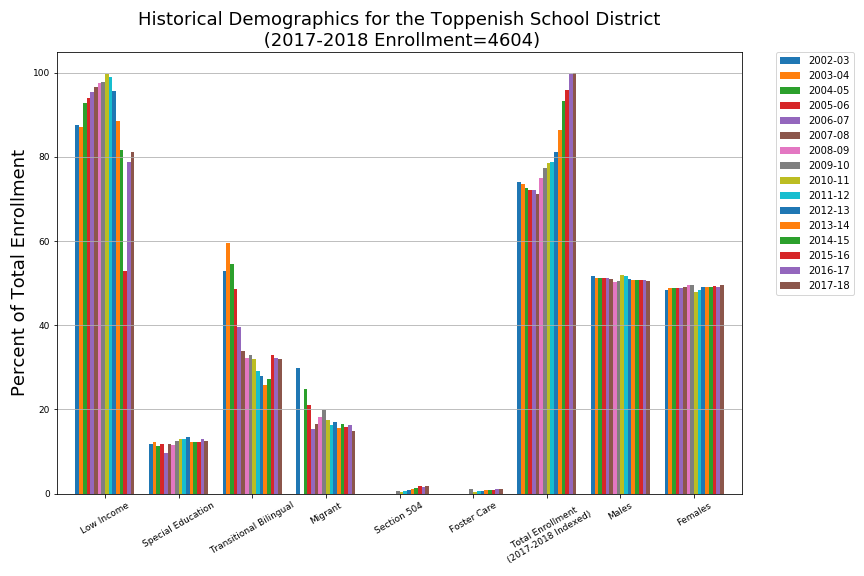 Historical Demographics for the Toppenish School District
(2017-2018 Enrollment=4604)
Percent of Total Enrollment
100
80
60
40
20
0
Low Income
Special Education
Transitional Bilingual
Migrant
Section 504
Foster Care
Total Enrollment
(2017-2018 Indexed)
Males
Females
2002-03
2003-04
2004-05
2005-06
2006-07
2007-08
2008-09
2009-10
2010-11
2011-12
2012-13
2013-14
2014-15
2015-16
2016-17
2017-18